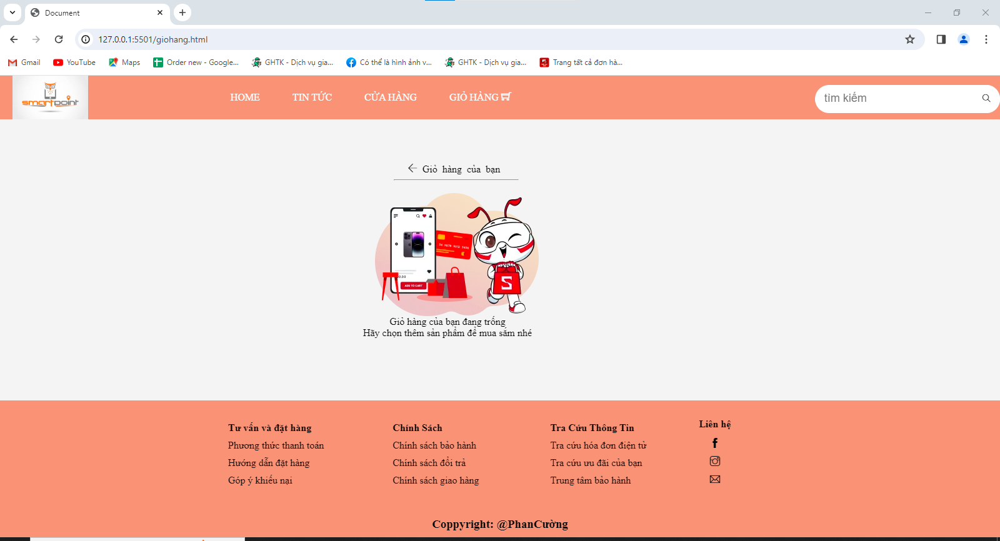 Document
127.0.0.1:5501/giohang.html
Gmail
YouTube
Maps
Order new - Google...
GHTK - Dịch vụ gia...
Có thể là hình ảnh v...
GHTK - Dịch vụ gia...
Trang tất cả đơn hà...
smartpoint
HOME
TIN TỨC
CỬA HÀNG
GIỎ HÀNG
tìm kiếm
Giỏ hàng của bạn
ADD TO CART
S
Giỏ hàng của bạn đang trống
Hãy chọn thêm sản phẩm để mua sắm nhé
Tư vấn và đặt hàng
Phương thức thanh toán
Hướng dẫn đặt hàng
Góp ý khiếu nại
Chính Sách
Chính sách bảo hành
Chính sách đổi trả
Chính sách giao hàng
Tra Cứu Thông Tin
Tra cứu hóa đơn điện tử
Tra cứu ưu đãi của bạn
Trung tâm bảo hành
Liên hệ
Coppyright: @PhanCường